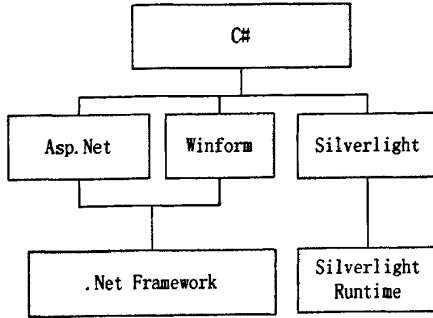 C#
Asp.Net
Winform
Silverlight
.Net Framework
Silverlight
Runtime